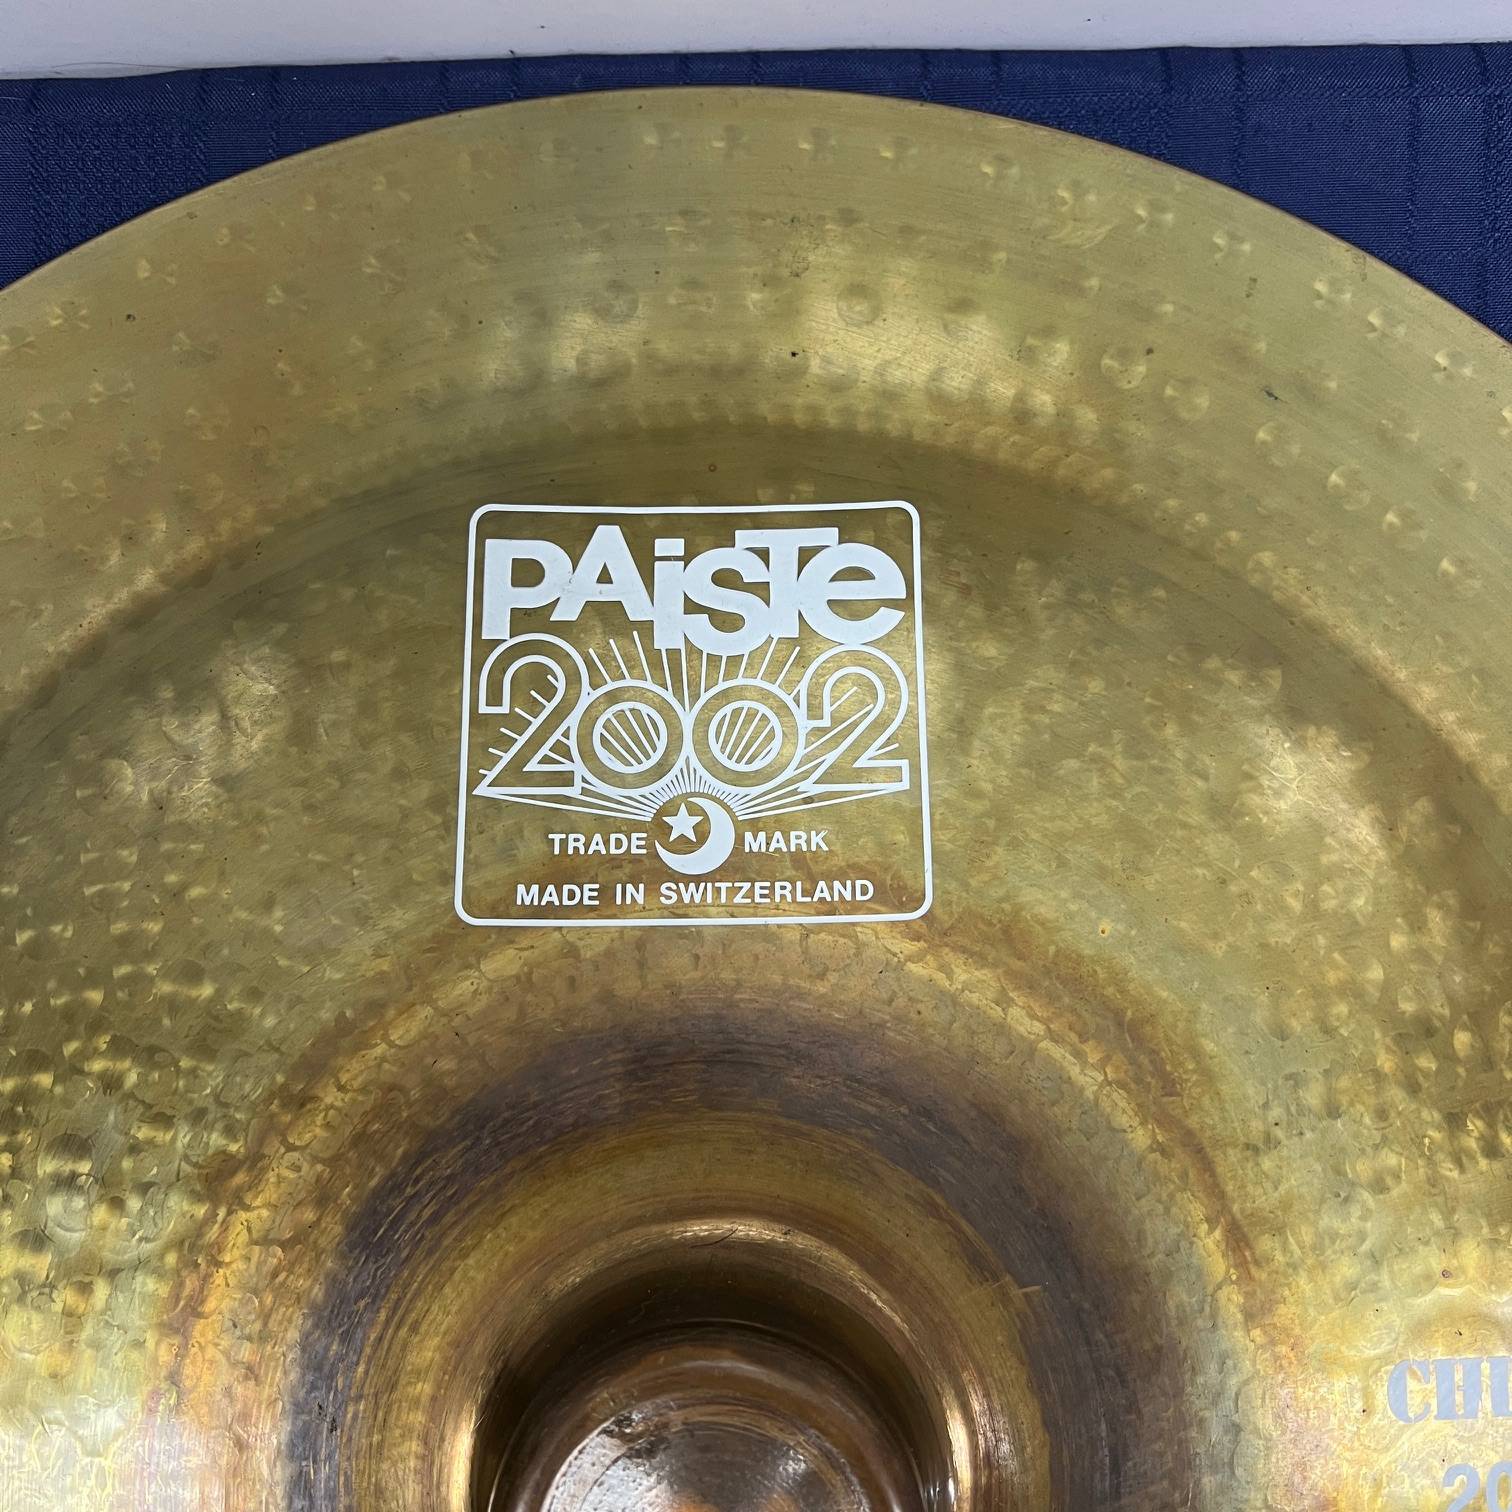 PAiSTe
2002
TRADE MARK
MADE IN SWITZERLAND